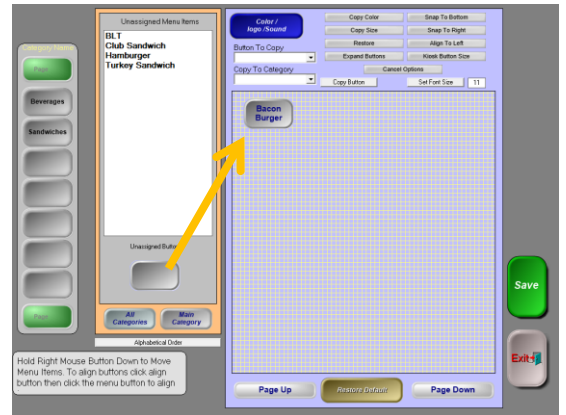 Category Name
Page
Beverages
Sandwiches
Page
Unassigned Menu Items
BLT
Club Sandwich
Hamburger
Turkey Sandwich
Unassigned Button
All
Categories
Main
Category
Alphabetical Order
Hold Right Mouse Button Down to Move
Menu Items. To align buttons click align
button then click the menu button to align
Color /
logo /Sound
Button To Copy
Copy To Category
Copy Color
Snap To Bottom
Copy Size
Snap To Right
Restore
Align To Left
Expand Buttons
Kiosk Button Size
Cancel Options
Copy Button
Set Font Size
11
Bacon
Burger
Page Up
Restore Default
Page Down
Save
Exit